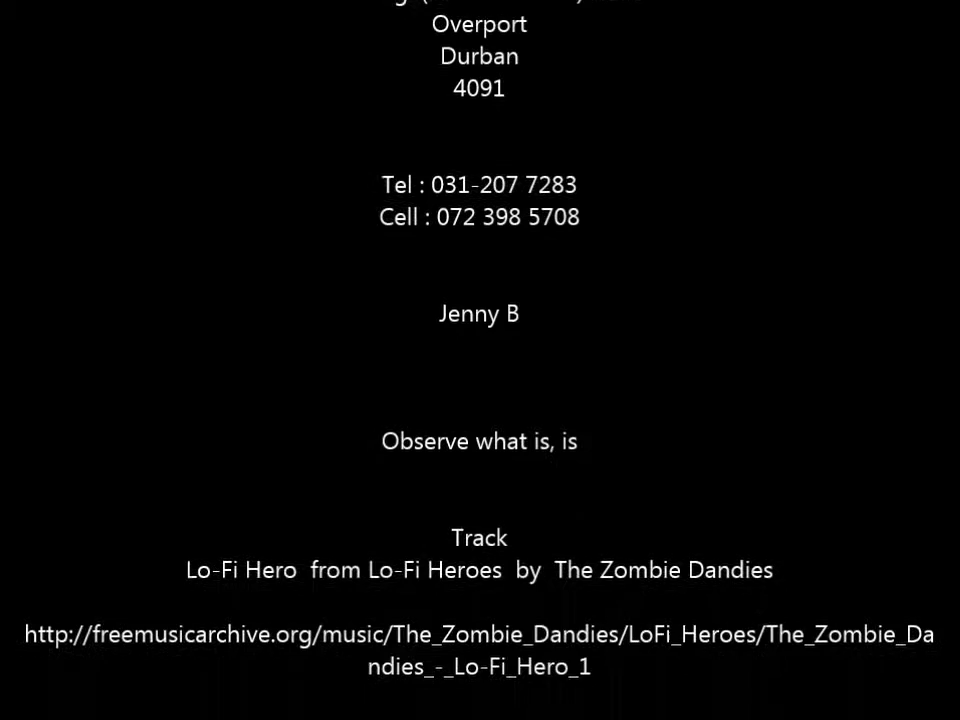 Overport
Durban
4091
Tel : 031-207 7283
Cell : 072 398 5708
Jenny B
Observe what is, is
Track
Lo-Fi Hero from Lo-Fi Heroes by The Zombie Dandies
http://freemusicarchive.org/music/The_Zombie_Dandies/LoFi_Heroes/The_Zombie_Da
ndies_-_Lo-Fi_Hero_1